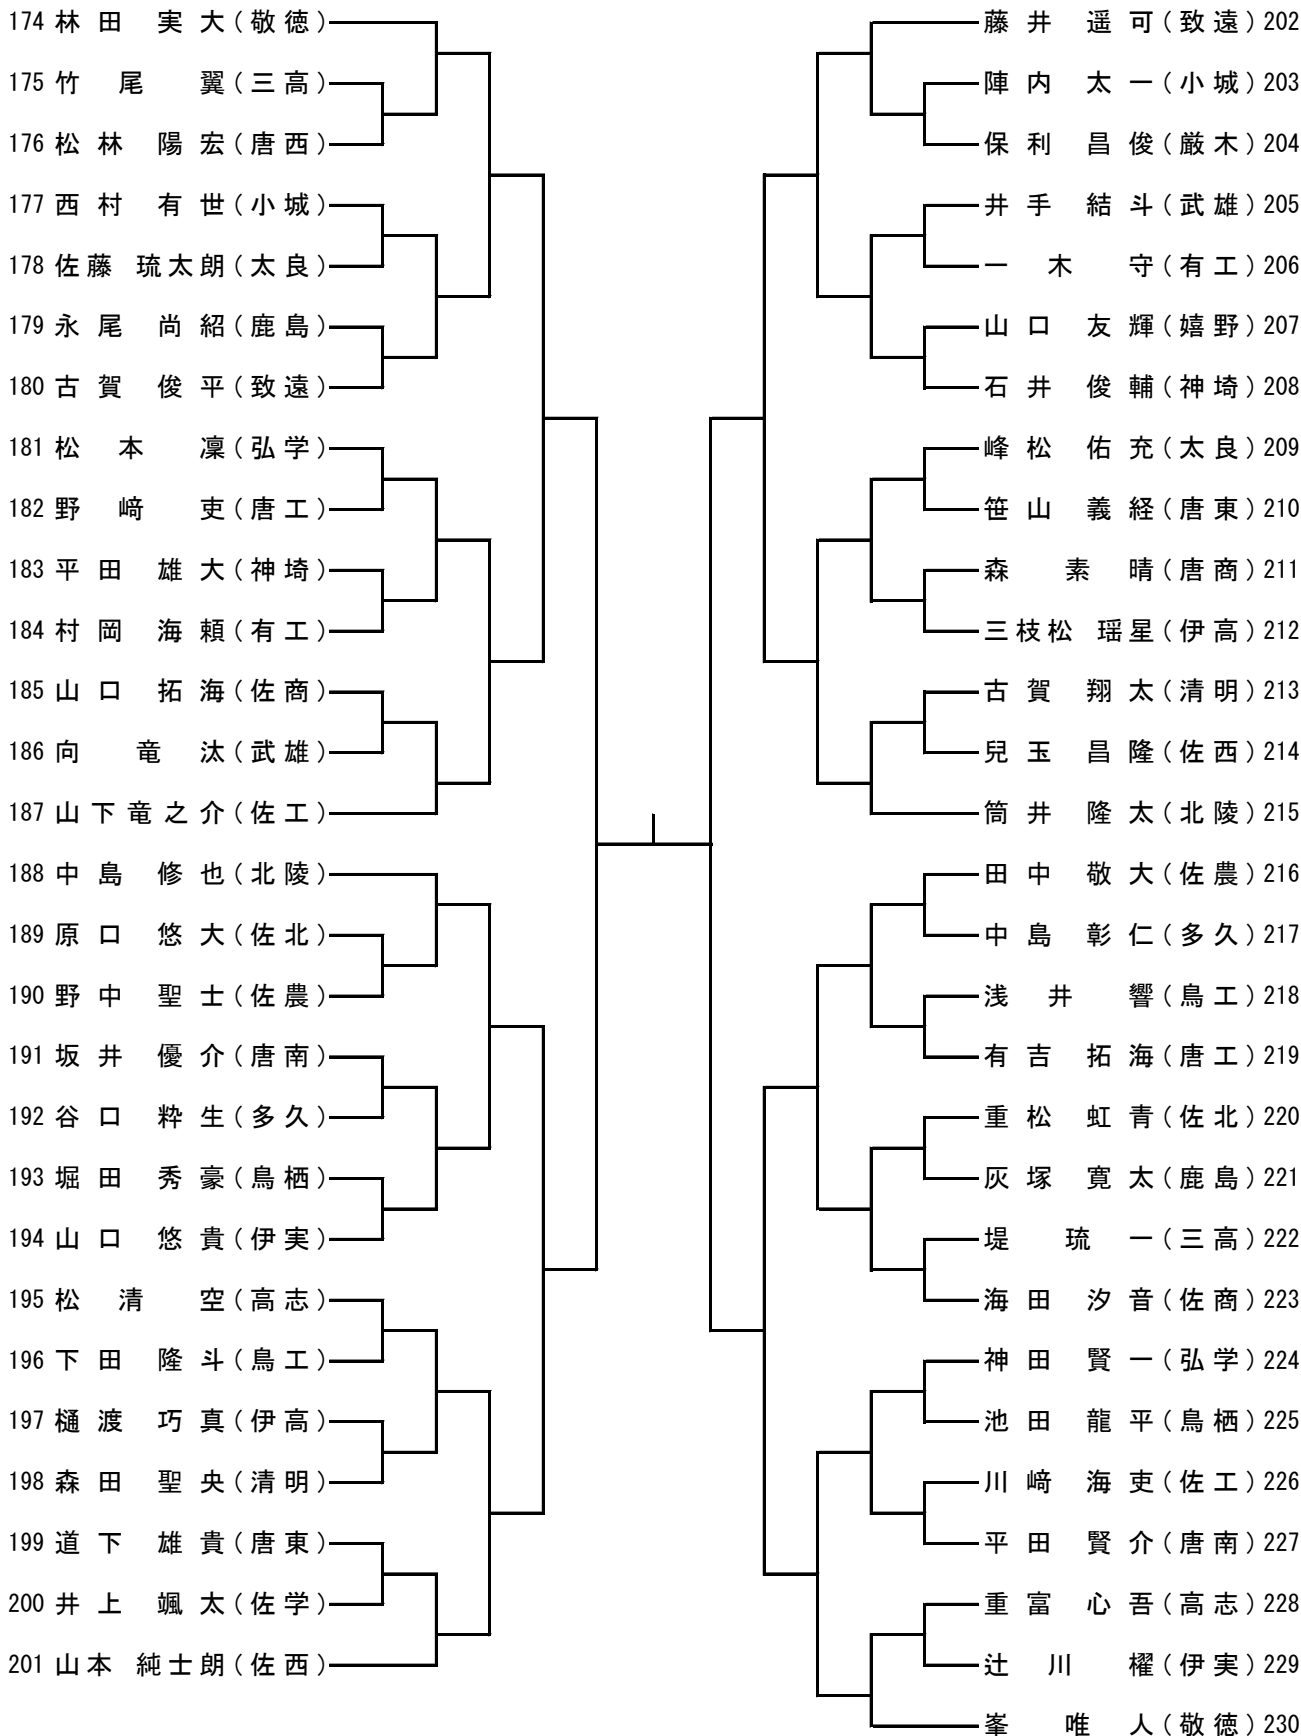 174 林田 実大(敬徳)
175 竹尾 翼(三高)
176 松林 陽宏(唐西)
177 西村 有世(小城)
178 佐藤 琉太朗(太良)
179 永尾 尚紹(鹿島)
180 古賀 俊平(致遠)
181 松本 凜(弘学)
182 野﨑 吏(唐工)
183 平田 雄大(神埼)
184 村岡 海頼(有工)
185 山口 拓海(佐商)
186 向 竜汰(武雄)
187 山下竜之介(佐工)
188 中島 修也(北陵)
189 原口 悠大(佐北)
190 野中 聖士(佐農)
191 坂井 優介(唐南)
192 谷口 粋生(多久)
193 堀田 秀豪(鳥栖)
194 山口 悠貴(伊実)
195 松清 空(高志)
196 下田 隆斗(鳥工)
197 樋渡 巧真(伊高)
198 森田 聖央(清明)
199 道下 雄貴(唐東)
200 井上 颯太(佐学)
201 山本 純士朗(佐西)
藤井 遥可(致遠)202
陣内 太一(小城)203
保利 昌俊(厳木)204
井手 結斗(武雄)205
一木 守(有工)206
山口 友輝(嬉野)207
石井 俊輔(神埼)208
峰松 佑充(太良)209
笹山 義経(唐東)210
森 素晴(唐商)211
三枝松 瑶星(伊高)212
古賀 翔太(清明)213
兒玉 昌隆(佐西)214
筒井 隆太(北陵)215
田中 敬大(佐農)216
中島 彰仁(多久)217
浅井 響(鳥工)218
有吉 拓海(唐工)219
重松 虹青(佐北)220
灰塚 寛太(鹿島)221
堤 琉一(三高)222
海田 汐音(佐商)223
神田 賢一(弘学)224
池田 龍平(鳥栖)225
川﨑 海吏(佐工)226
平田 賢介(唐南)227
重富 心吾(高志)228
辻川 櫂(伊実)229
峯 唯人(敬徳)230